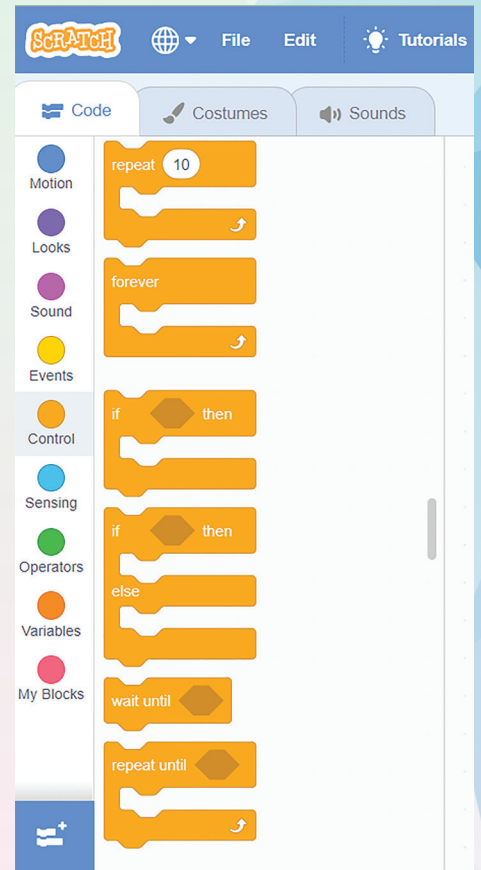 SCRATCH File Edit Tutorials
Code Costumes Sounds
Motion
Looks
Sound
Events
Control
Sensing
Operators
Variables
My Blocks
repeat 10
forever
if then
if then
else
wait until
repeat until